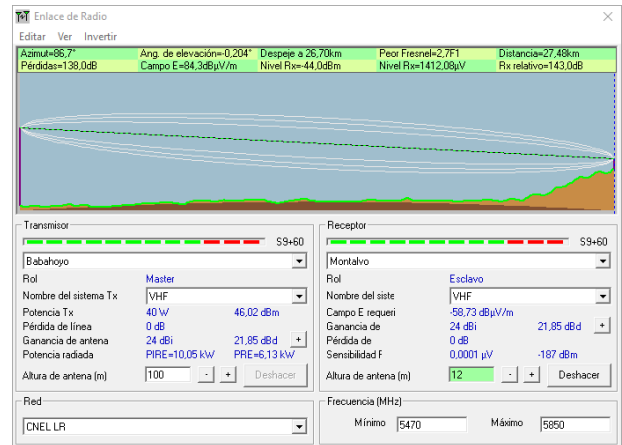 Enlace de Radio
Editar Ver Invertir
Azimut=86,7° Ang. de elevación=-0,204° Despeje a 26,70km Peor Fresnel=2,7F1 Distancia=27,48km
Pérdidas=138,0dB Campo E=84,3dBµV/m Nivel Rx=-44,0dBm Nivel Rx=1412,08µV Rx relativo=143,0dB
Transmisor
S9+60
Babahoyo
Rol Master
Nombre del sistema Tx VHF
Potencia Tx 40 W 46,02 dBm
Pérdida de línea 0 dB
Ganancia de antena 24 dBi 21,85 dBd +
Potencia radiada PIRE=10,05 kW PRE=6,13 kW
Altura de antena (m) 100 - + Deshacer
Receptor
S9+60
Montalvo
Rol Esclavo
Nombre del siste VHF
Campo E requeri -58,73 dBµV/m
Ganancia de 24 dBi 21,85 dBd +
Pérdida de 0 dB
Sensibilidad F 0,0001 µV -187 dBm
Altura de antena (m) 12 - + Deshacer
Red
CNEL LR
Frecuencia (MHz)
Mínimo 5470 Máximo 5850